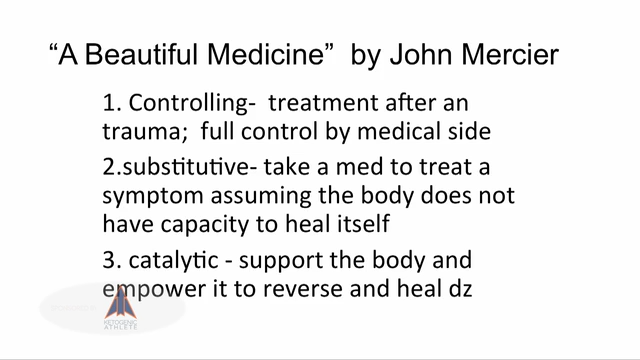 “A Beautiful Medicine” by John Mercier
1. Controlling- treatment after an
trauma; full control by medical side
2.substitutive- take a med to treat a
symptom assuming the body does not
have capacity to heal itself
3. catalytic - support the body and
empower it to reverse and heal dz
KETOGENIC
ATHLETE